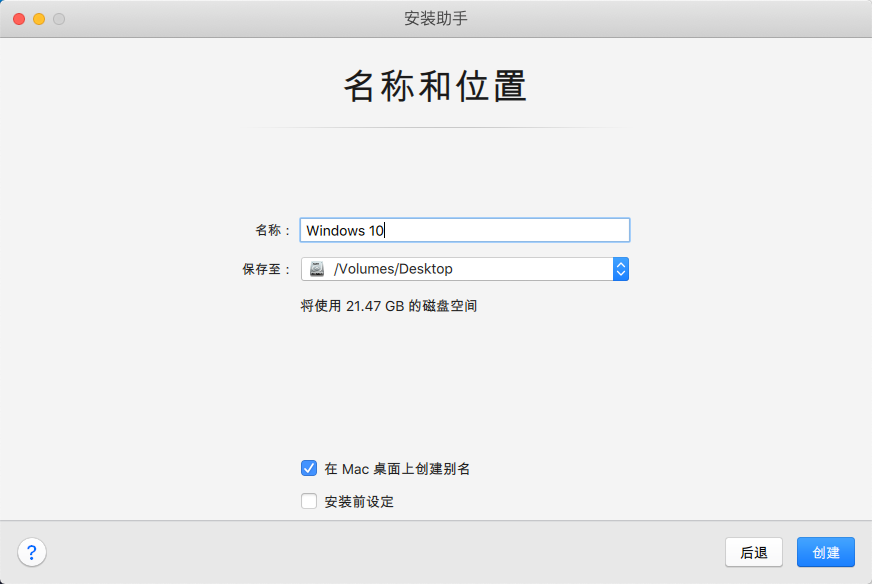 安装助手
名称和位置
名称： Windows 10
保存至： /Volumes/Desktop
将使用 21.47 GB 的磁盘空间
在 Mac 桌面上创建别名
安装前设定
? 后退 创建